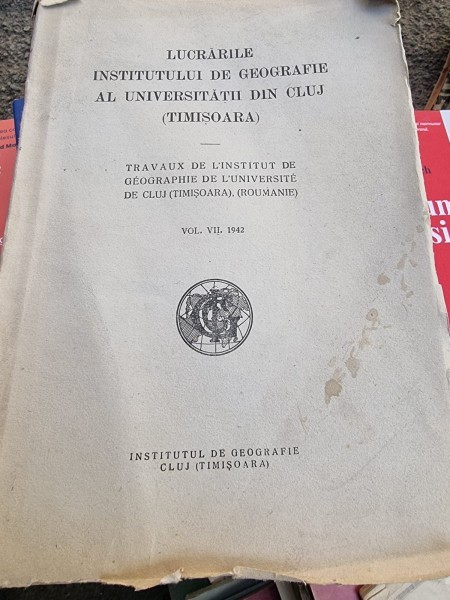 LUCRĂRILE
INSTITUTULUI DE GEOGRAFIE
AL UNIVERSITĂȚII DIN CLUJ
(TIMIȘOARA)
TRAVAUX DE L'INSTITUT DE
GÉOGRAPHIE DE L'UNIVERSITÉ
DE CLUJ (TIMIȘOARA), (ROUMANIE)
VOL. VII. 1942
INSTITUTUL DE GEOGRAFIE
CLUJ (TIMIȘOARA)